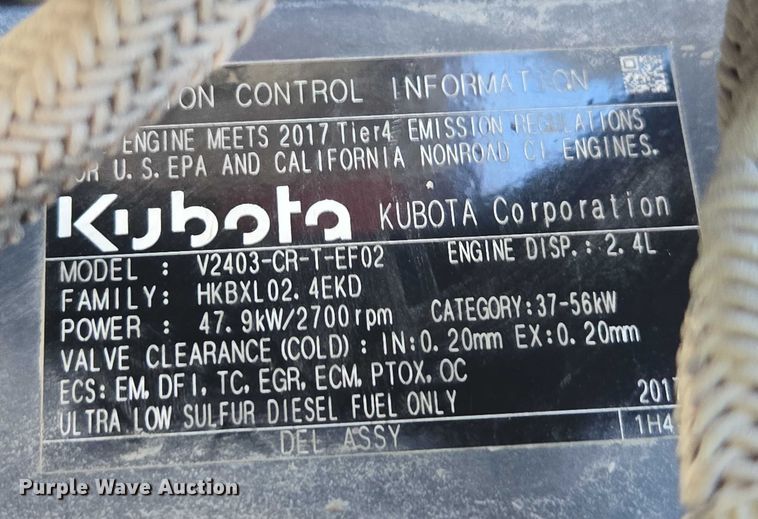 ION CONTROL INFORMATION
ENGINE MEETS 2017 Tier4 EMISSION REGULATIONS
OR U.S. EPA AND CALIFORNIA NONROAD CI ENGINES.
Kubota KUBOTA Corporation
MODEL : V2403-CR-T-EF02 ENGINE DISP.: 2.4L
FAMILY: HKBXL02.4EKD
POWER : 47.9kW/2700rpm CATEGORY:37-56kW
VALVE CLEARANCE(COLD): IN:0.20mm EX:0.20mm
ECS: EM, DFI, TC, EGR, ECM, PTOX, OC
2017
ULTRA LOW SULFUR DIESEL FUEL ONLY
DEL ASSY 1H4
Purple Wave Auction